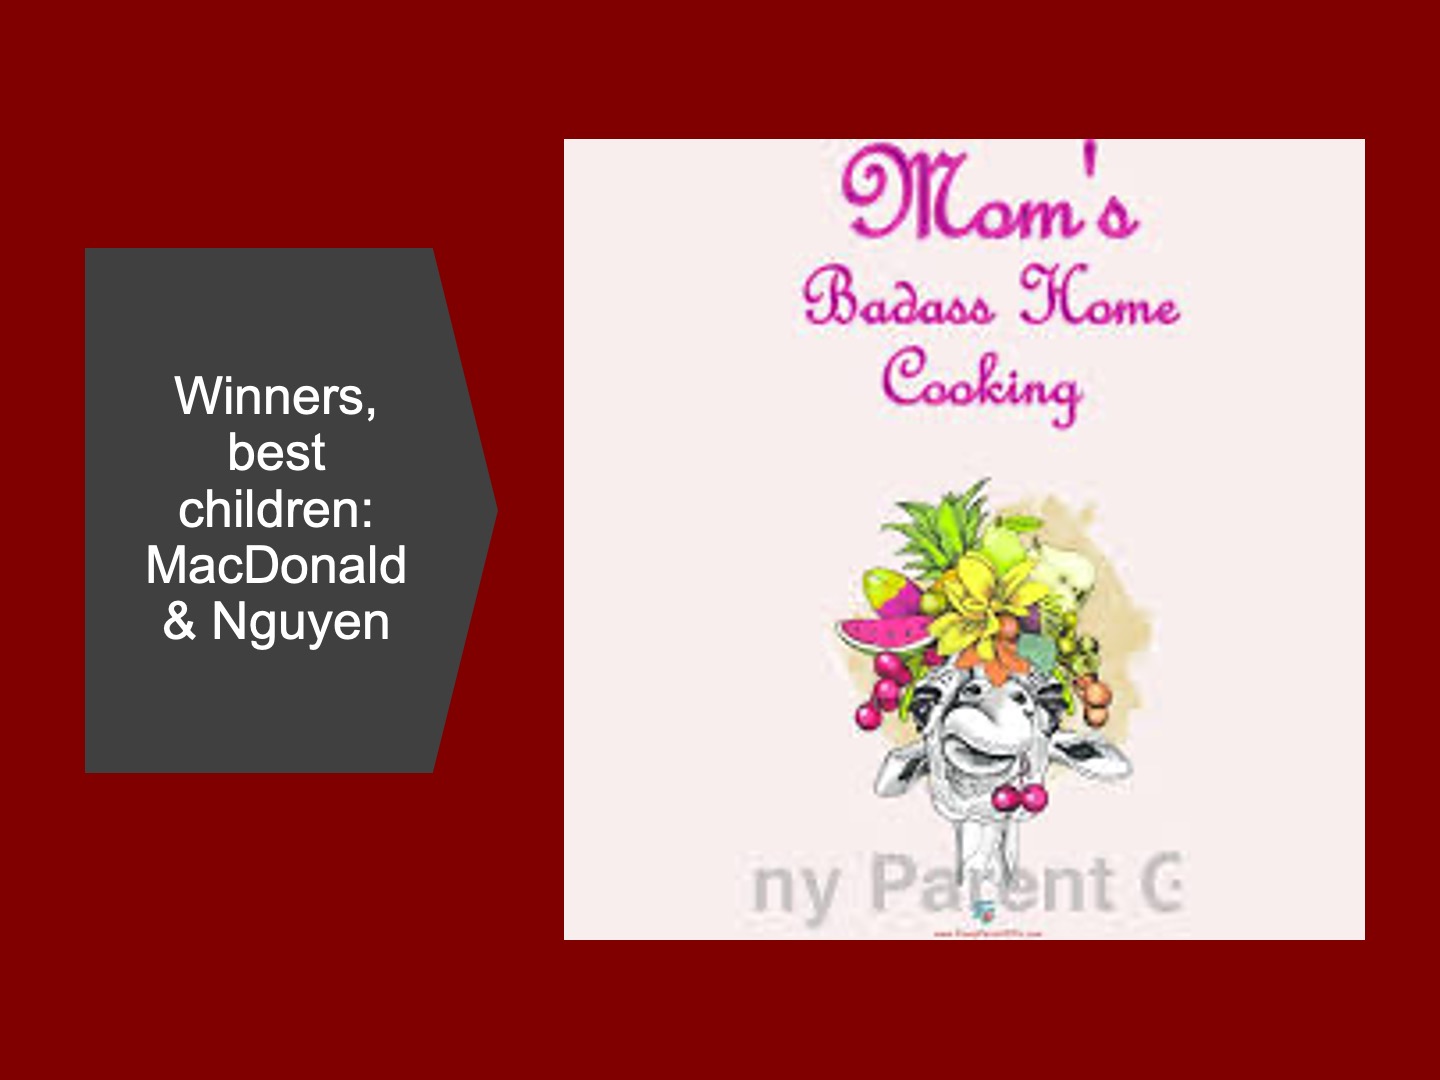 Winners,
best
children:
MacDonald
& Nguyen
Mom's
Badass Home
Cooking
ny Parent G